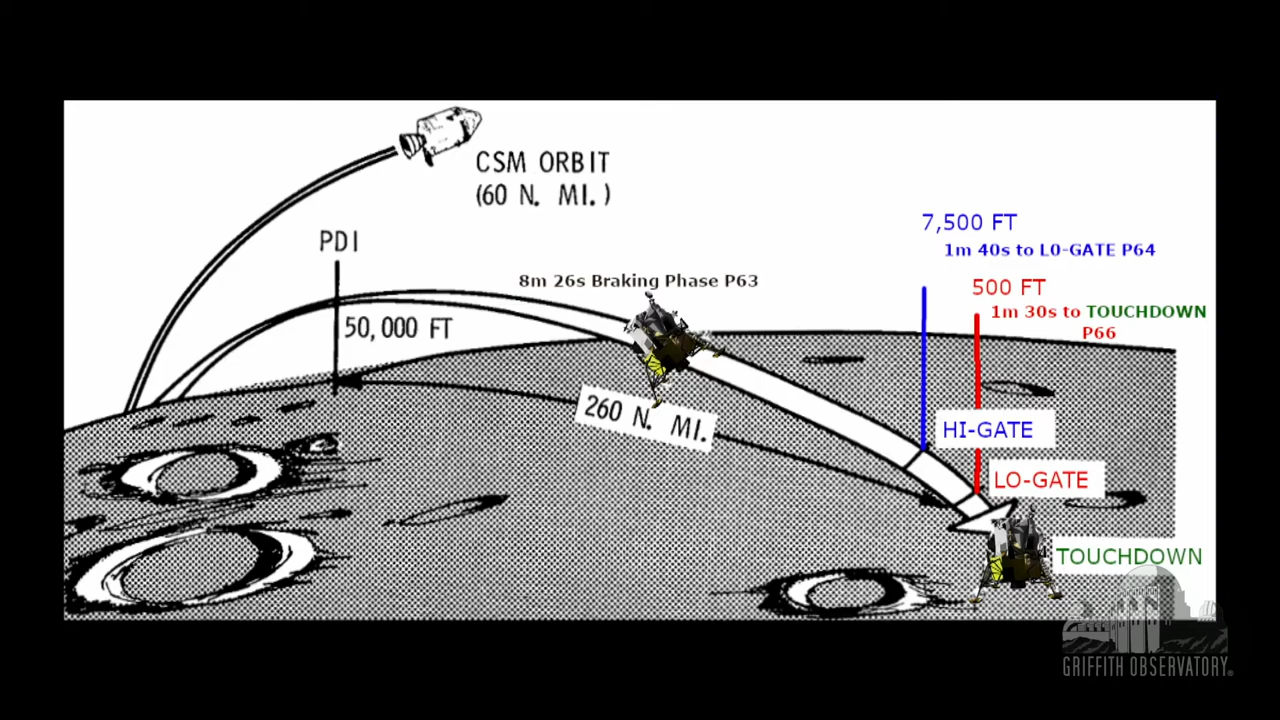 CSM ORBIT
(60 N. MI.)
PDI
7,500 FT
1m 40s to L0-GATE P64
8m 26s Braking Phase P63
500 FT
1m 30s to TOUCHDOWN
P66
50,000 FT
260 N. MI.
HI-GATE
LO-GATE
TOUCHDOWN
GRIFFITH OBSERVATORY®